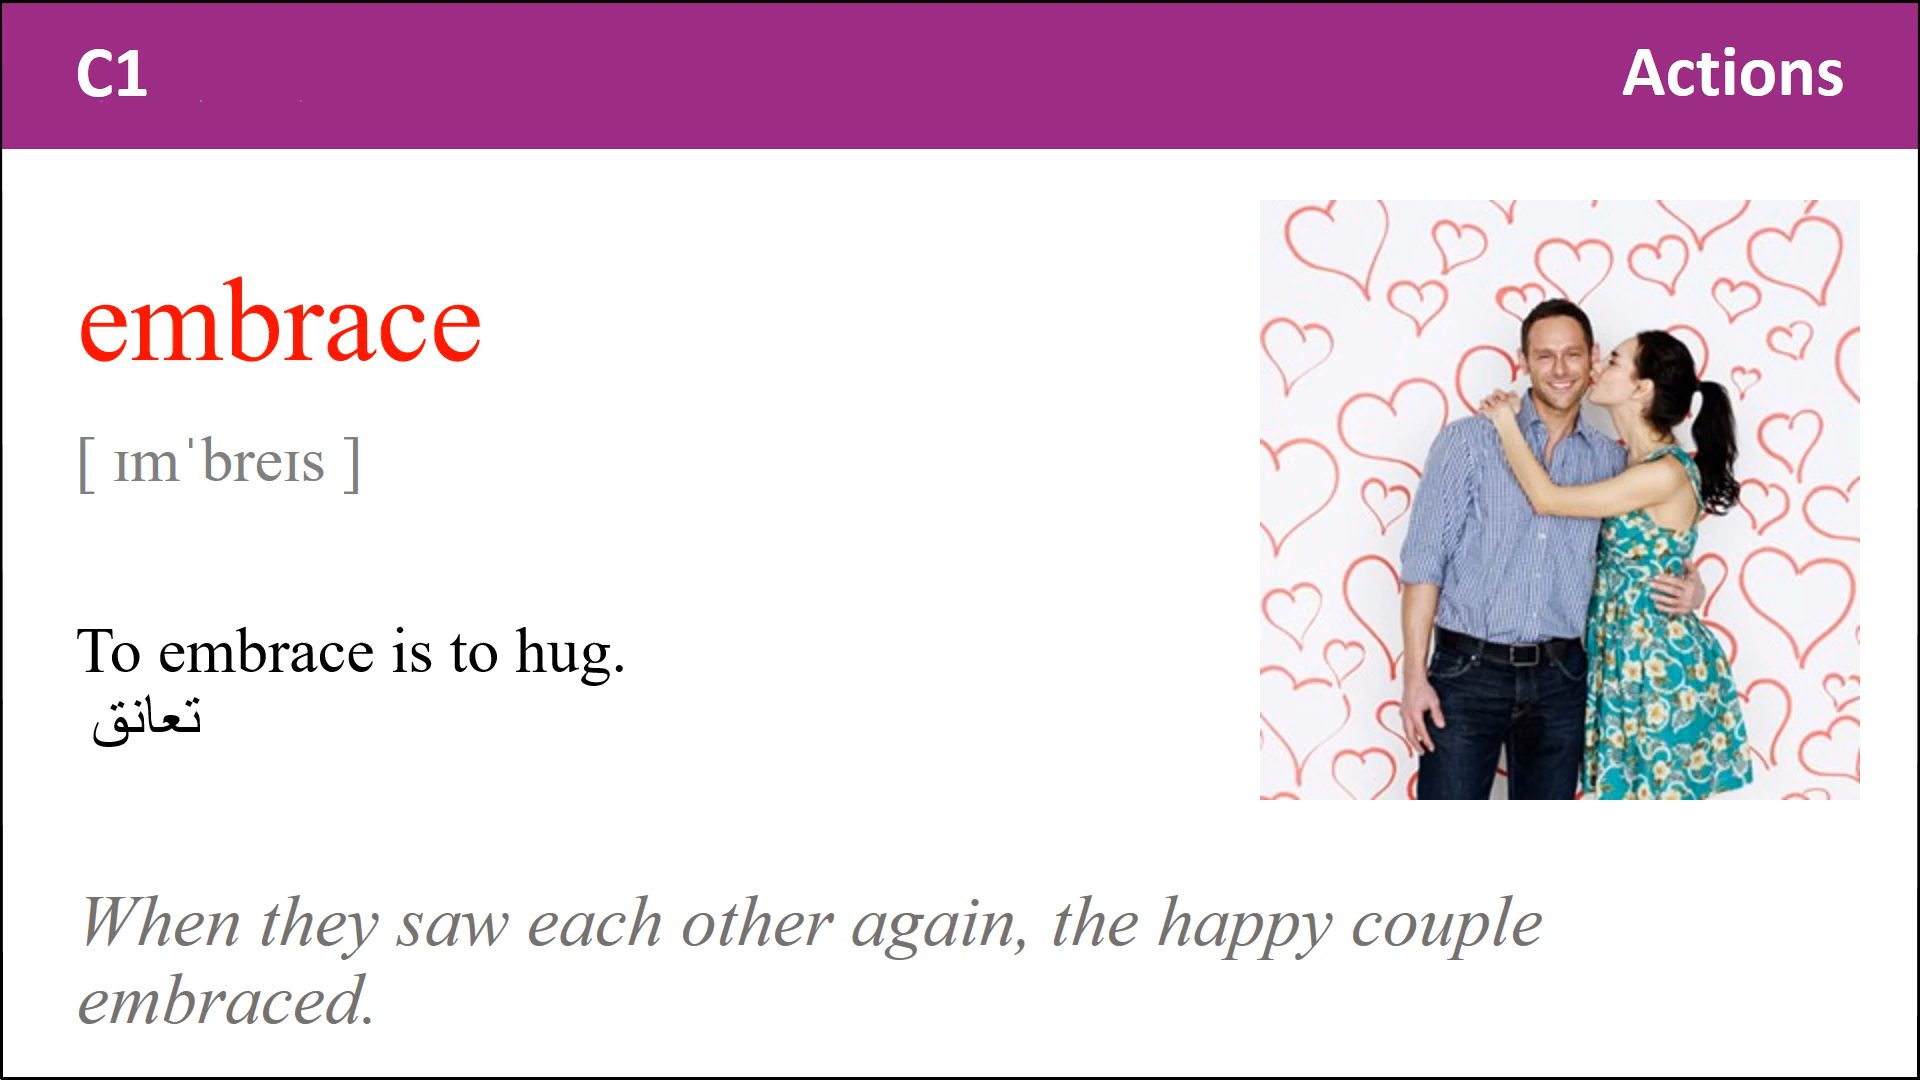 C1
Actions
embrace
[ ɪmˈbreɪs ]
To embrace is to hug.
تعانق
When they saw each other again, the happy couple
embraced.